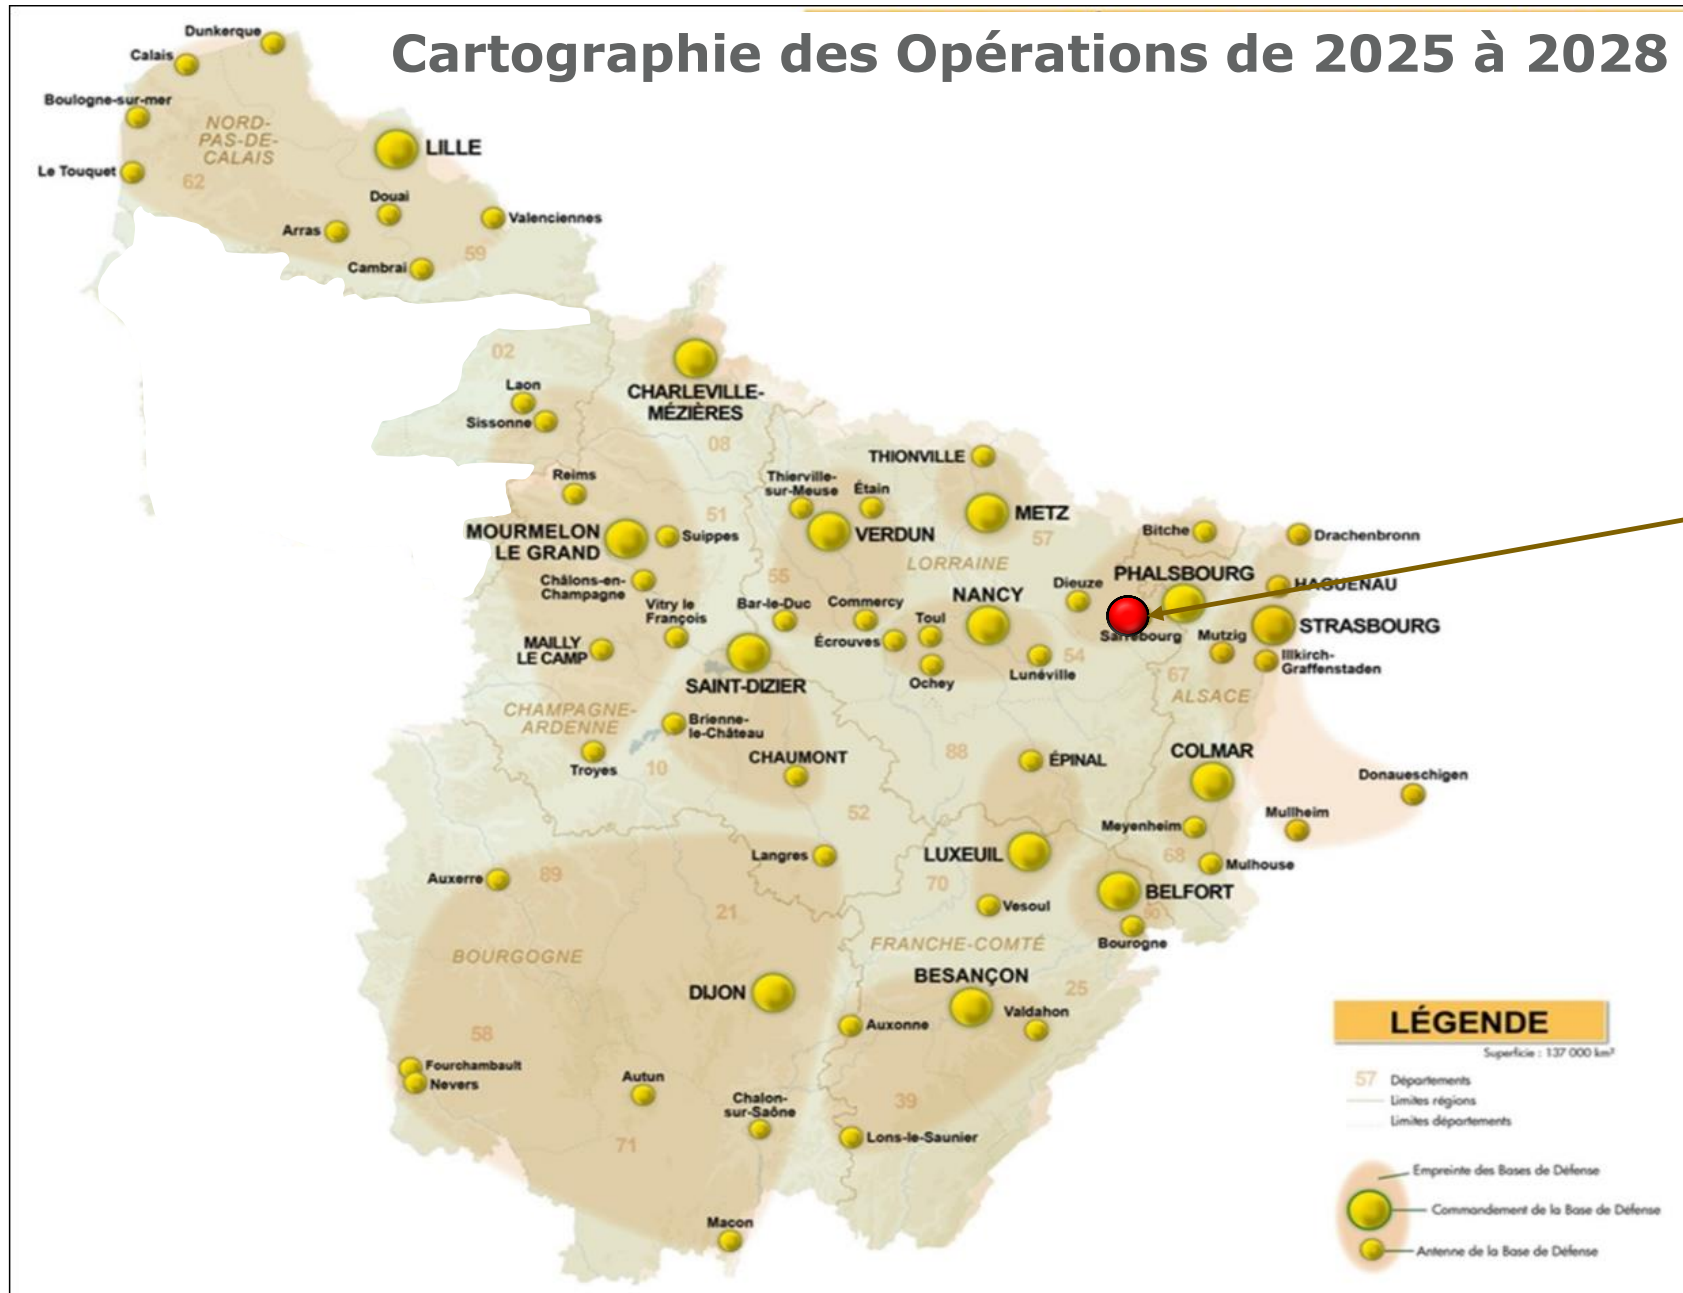 Cartographie des Opérations de 2025 à 2028
Dunkerque
Calais
Boulogne-sur-mer
NORD-
PAS-DE-
CALAIS
LILLE
Le Touquet
62
Douai
Valenciennes
Arras
59
Cambrai
02
Laon
Sissonne
CHARLEVILLE-
MÉZIÈRES
08
THIONVILLE
Reims
Thierville-
sur-Meuse
Étain
51
METZ
MOURMELON
LE GRAND
Suippes
VERDUN
57
Bitche
Drachenbronn
LORRAINE
55
Châlons-en-
Champagne
Dieuze
PHALSBOURG
HAGUENAU
Vitry le
François
Bar-le-Duc
Commercy
NANCY
Toul
Écrouves
Sarrebourg
Mutzig
STRASBOURG
MAILLY
LE CAMP
54
Illkirch-
Graffenstaden
Ochey
Lunéville
67
SAINT-DIZIER
ALSACE
CHAMPAGNE-
ARDENNE
Brienne-
le-Château
88
COLMAR
CHAUMONT
ÉPINAL
Troyes
10
Donaueschigen
52
Mullheim
Meyenheim
Langres
LUXEUIL
68
Mulhouse
Auxerre
89
70
BELFORT
Vesoul
90
21
Bourogne
BOURGOGNE
FRANCHE-COMTÉ
BESANÇON
DIJON
25
Auxonne
Valdahon
58
Fourchambault
Nevers
Autun
Chalon-
sur-Saône
39
71
Lons-le-Saunier
Macon
LÉGENDE
Superficie : 137 000 km²
57 Départements
Limites régions
Limites départements
Empreinte des Bases de Défense
Commandement de la Base de Défense
Antenne de la Base de Défense